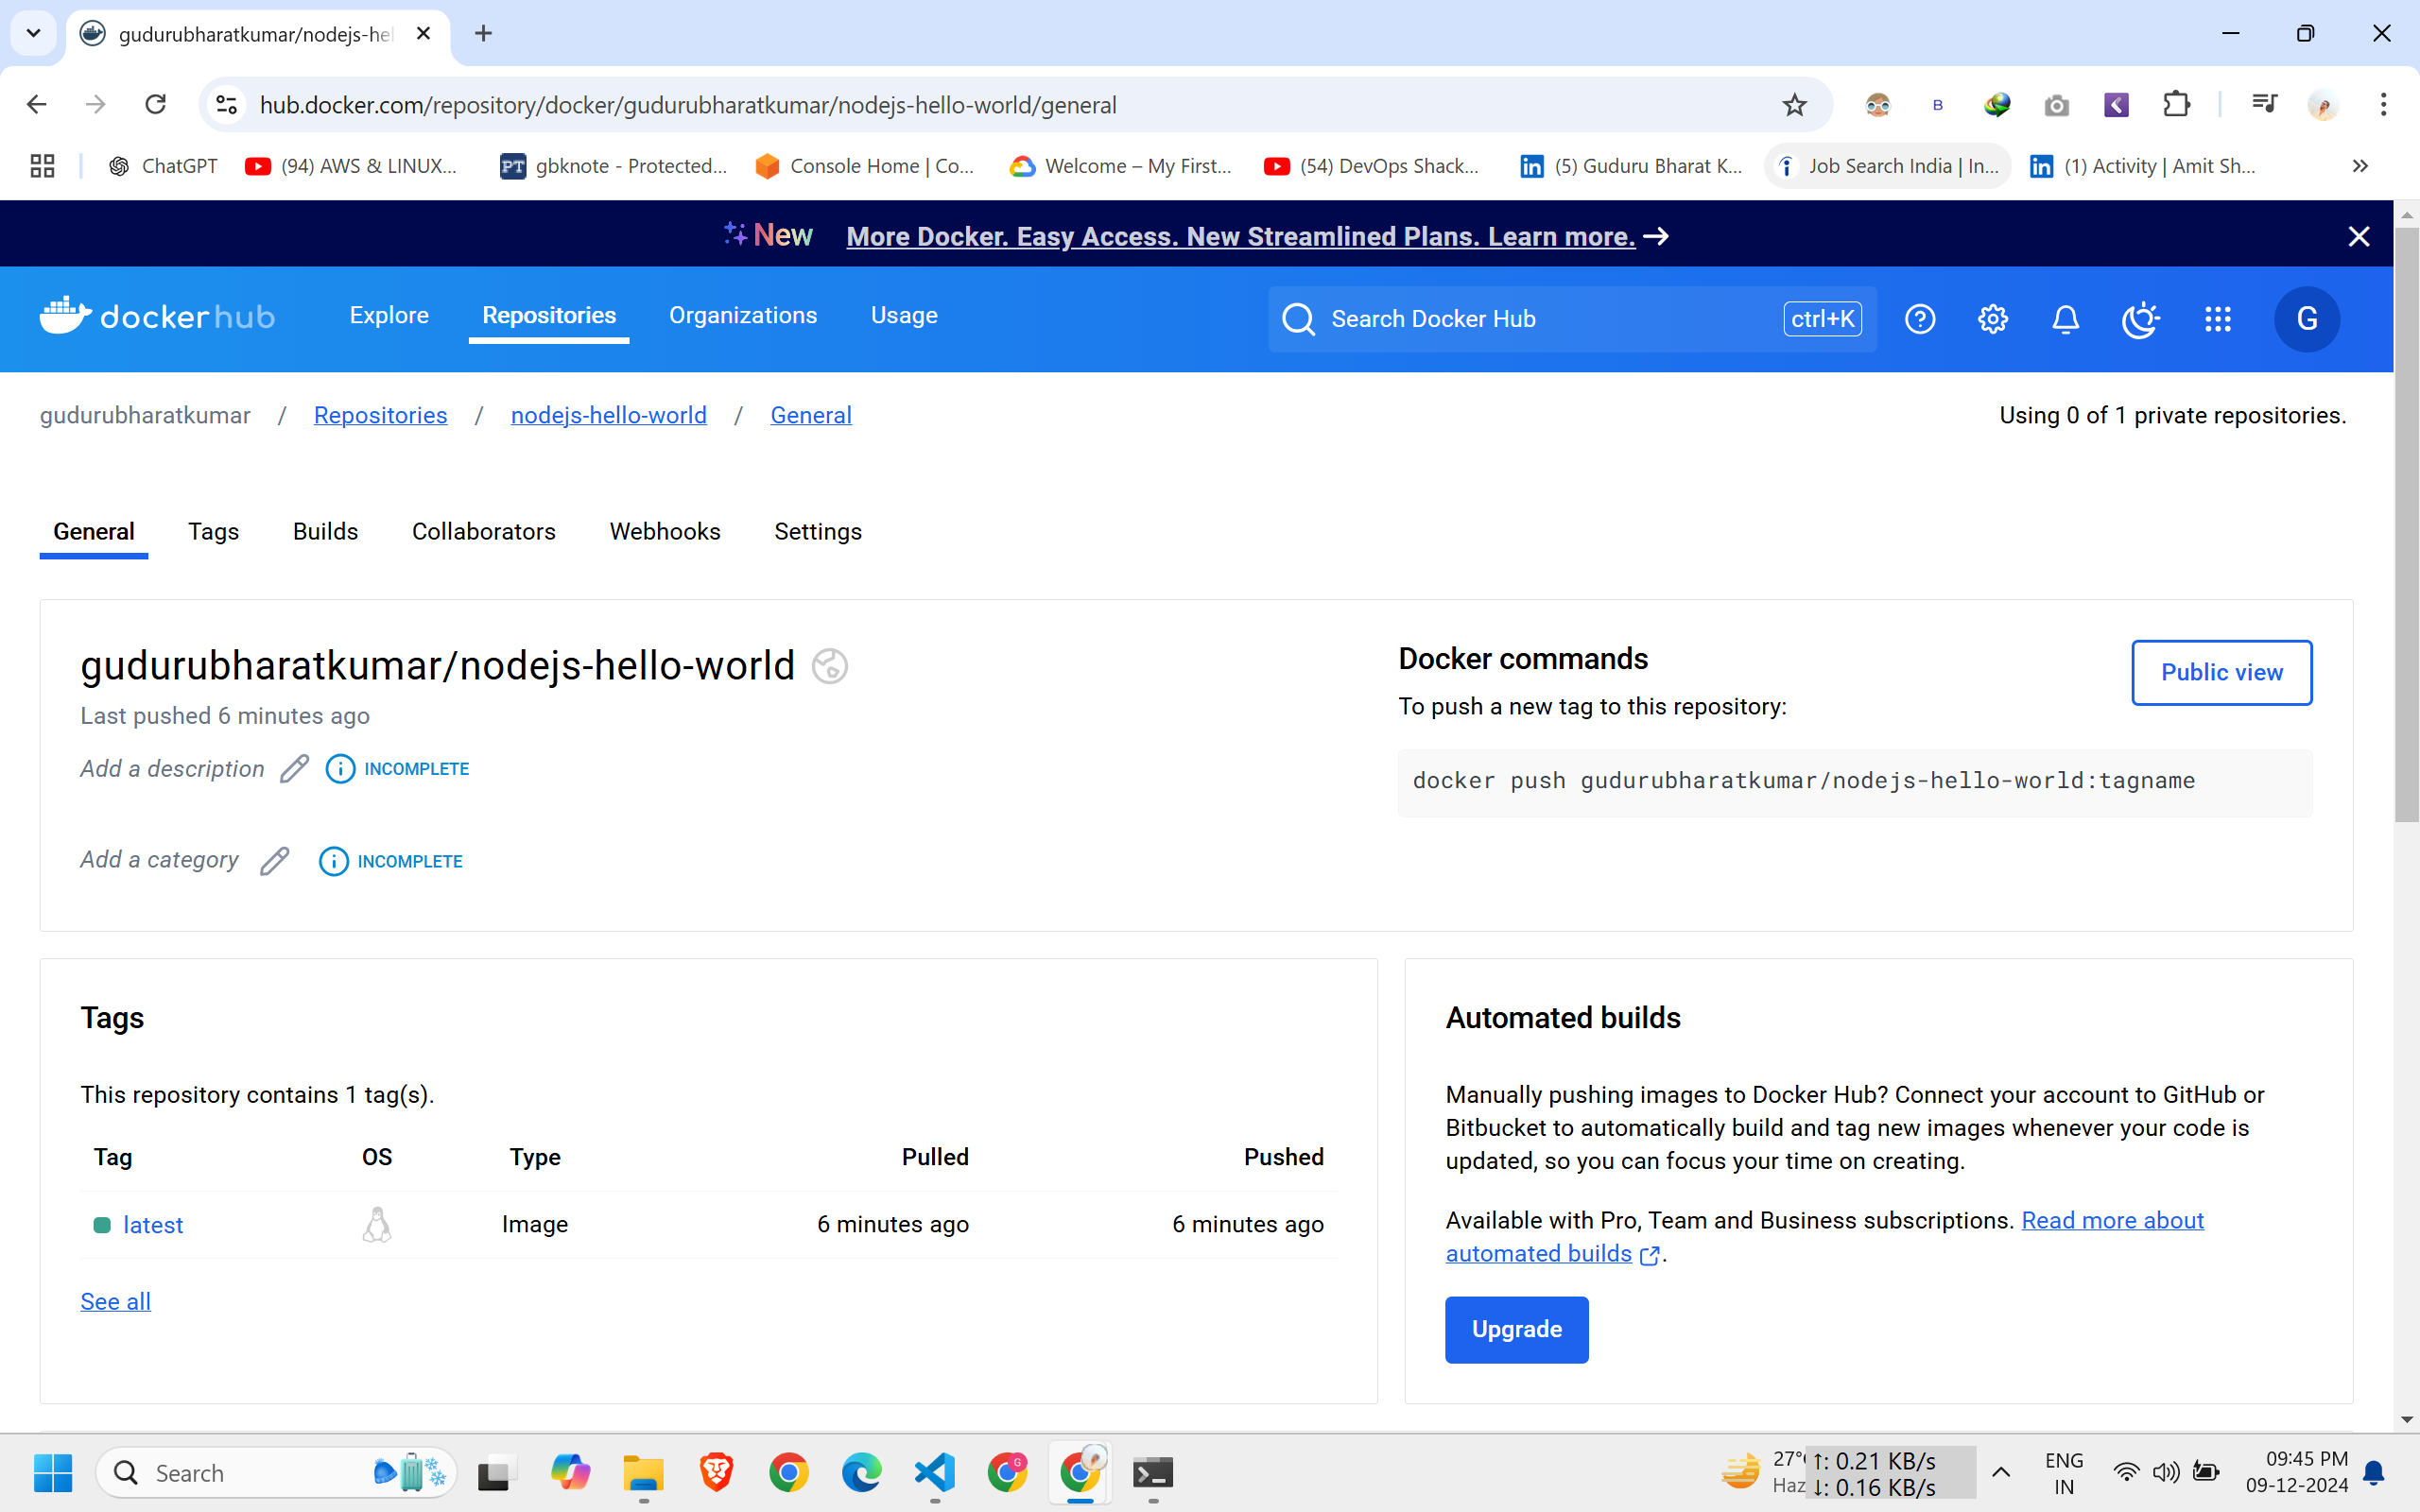 gudurubharatkumar/nodejs-hel
hub.docker.com/repository/docker/gudurubharatkumar/nodejs-hello-world/general
B
ChatGPT
(94) AWS & LINUX...
PT
gbknote - Protected...
Console Home | Co...
Welcome – My First...
(54) DevOps Shack...
in
(5) Guduru Bharat K...
Job Search India | In...
in
(1) Activity | Amit Sh...
New More Docker. Easy Access. New Streamlined Plans. Learn more. →
dockerhub
Explore
Repositories
Organizations
Usage
Search Docker Hub
ctrl+K
G
gudurubharatkumar / Repositories / nodejs-hello-world / General
Using 0 of 1 private repositories.
General
Tags
Builds
Collaborators
Webhooks
Settings
gudurubharatkumar/nodejs-hello-world
Last pushed 6 minutes ago
Add a description
INCOMPLETE
Add a category
INCOMPLETE
Docker commands
To push a new tag to this repository:
Public view
docker push gudurubharatkumar/nodejs-hello-world:tagname
Tags
This repository contains 1 tag(s).
Tag OS Type Pulled Pushed
latest Image 6 minutes ago 6 minutes ago
See all
Automated builds
Manually pushing images to Docker Hub? Connect your account to GitHub or
Bitbucket to automatically build and tag new images whenever your code is
updated, so you can focus your time on creating.
Available with Pro, Team and Business subscriptions. Read more about
automated builds .
Upgrade
Search
G
27°
Haz
↑: 0.21 KB/s
↓: 0.16 KB/s
ENG
IN
09:45 PM
09-12-2024